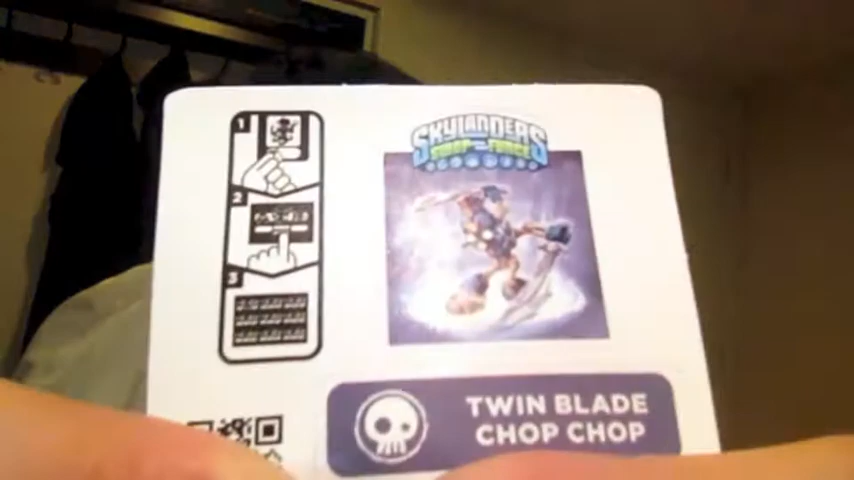 1
SKYLANDERS
SWAP-FORCE
2
3
TWIN BLADE
CHOP CHOP